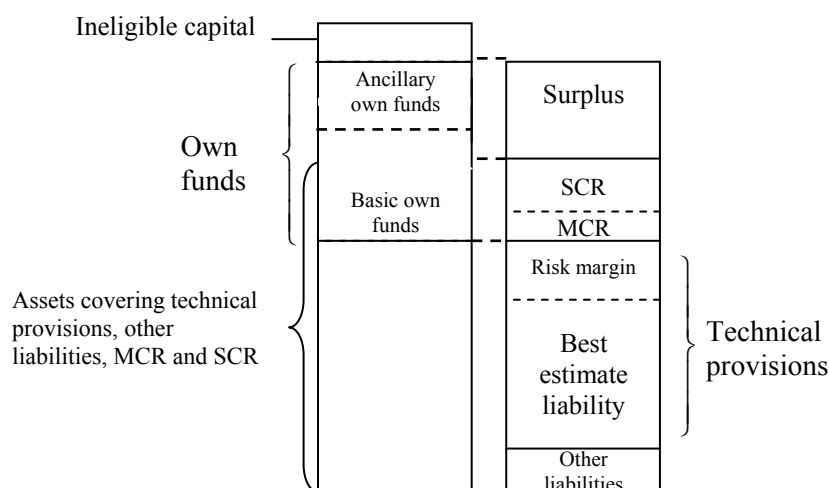 Ineligible capital
Ancillary
own funds
Surplus
Own
funds
SCR
Basic own
funds
MCR
Risk margin
Assets covering technical
provisions, other
liabilities, MCR and SCR
Technical
provisions
Best
estimate
liability
Other
liabilities